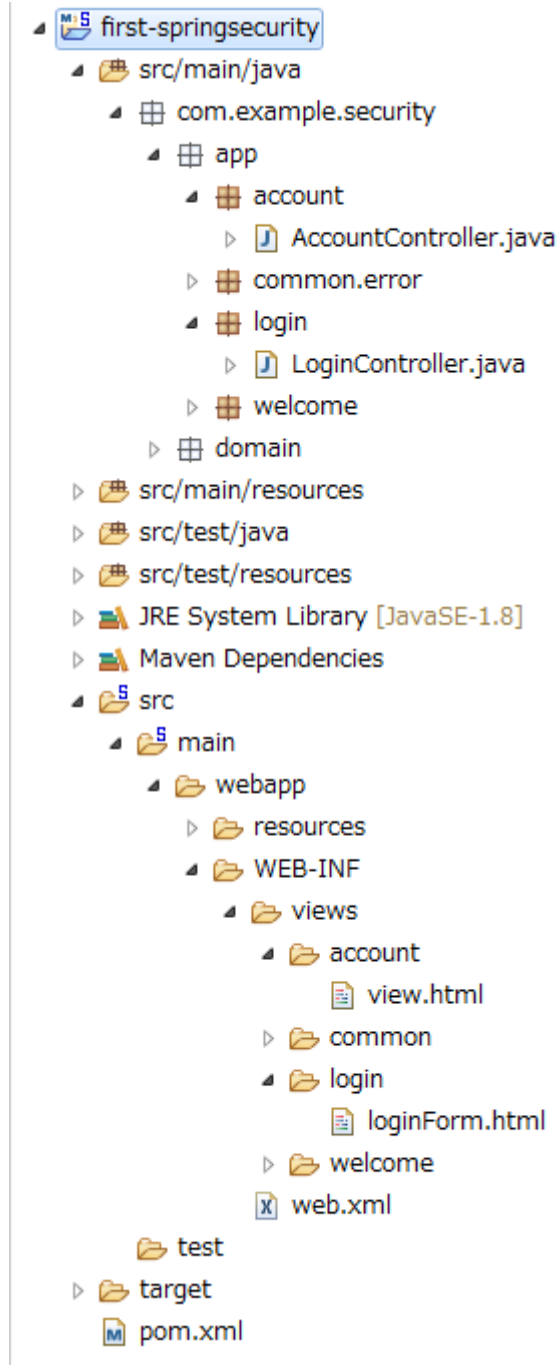 first-springsecurity
src/main/java
com.example.security
app
account
AccountController.java
common.error
login
LoginController.java
welcome
domain
src/main/resources
src/test/java
src/test/resources
JRE System Library [JavaSE-1.8]
Maven Dependencies
src
main
webapp
resources
WEB-INF
views
account
view.html
common
login
loginForm.html
welcome
web.xml
test
target
pom.xml